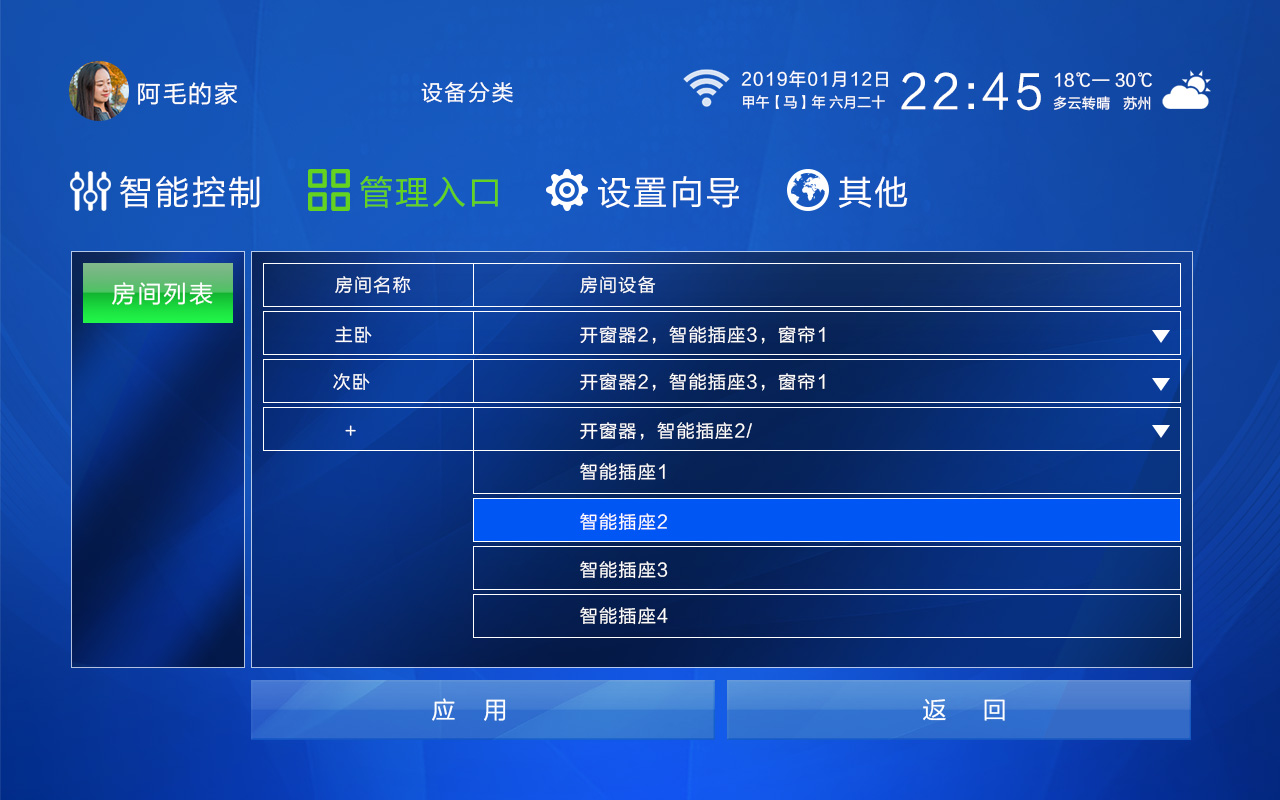 阿毛的家
设备分类
2019年01月12日
甲午【马】年 六月二十
22:45
18℃— 30℃
多云转晴 苏州
智能控制
管理入口
设置向导
其他
房间列表
房间名称 房间设备
主卧 开窗器2，智能插座3，窗帘1
次卧 开窗器2，智能插座3，窗帘1
+ 开窗器，智能插座2/
智能插座1
智能插座2
智能插座3
智能插座4
应 用
返 回